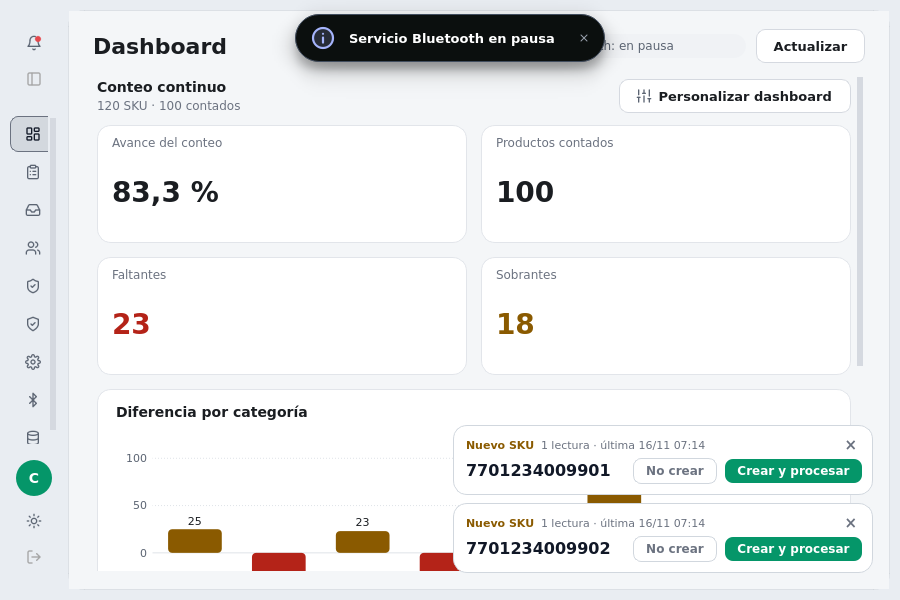 Dashboard
Servicio Bluetooth en pausa
en pausa
Actualizar
Conteo continuo
120 SKU · 100 contados
Personalizar dashboard
Avance del conteo
83,3 %
Productos contados
100
Faltantes
23
Sobrantes
18
Diferencia por categoría
100
50
0
25
23
Nuevo SKU 1 lectura · última 16/11 07:14
7701234009901
No crear
Crear y procesar
Nuevo SKU 1 lectura · última 16/11 07:14
7701234009902
No crear
Crear y procesar
C